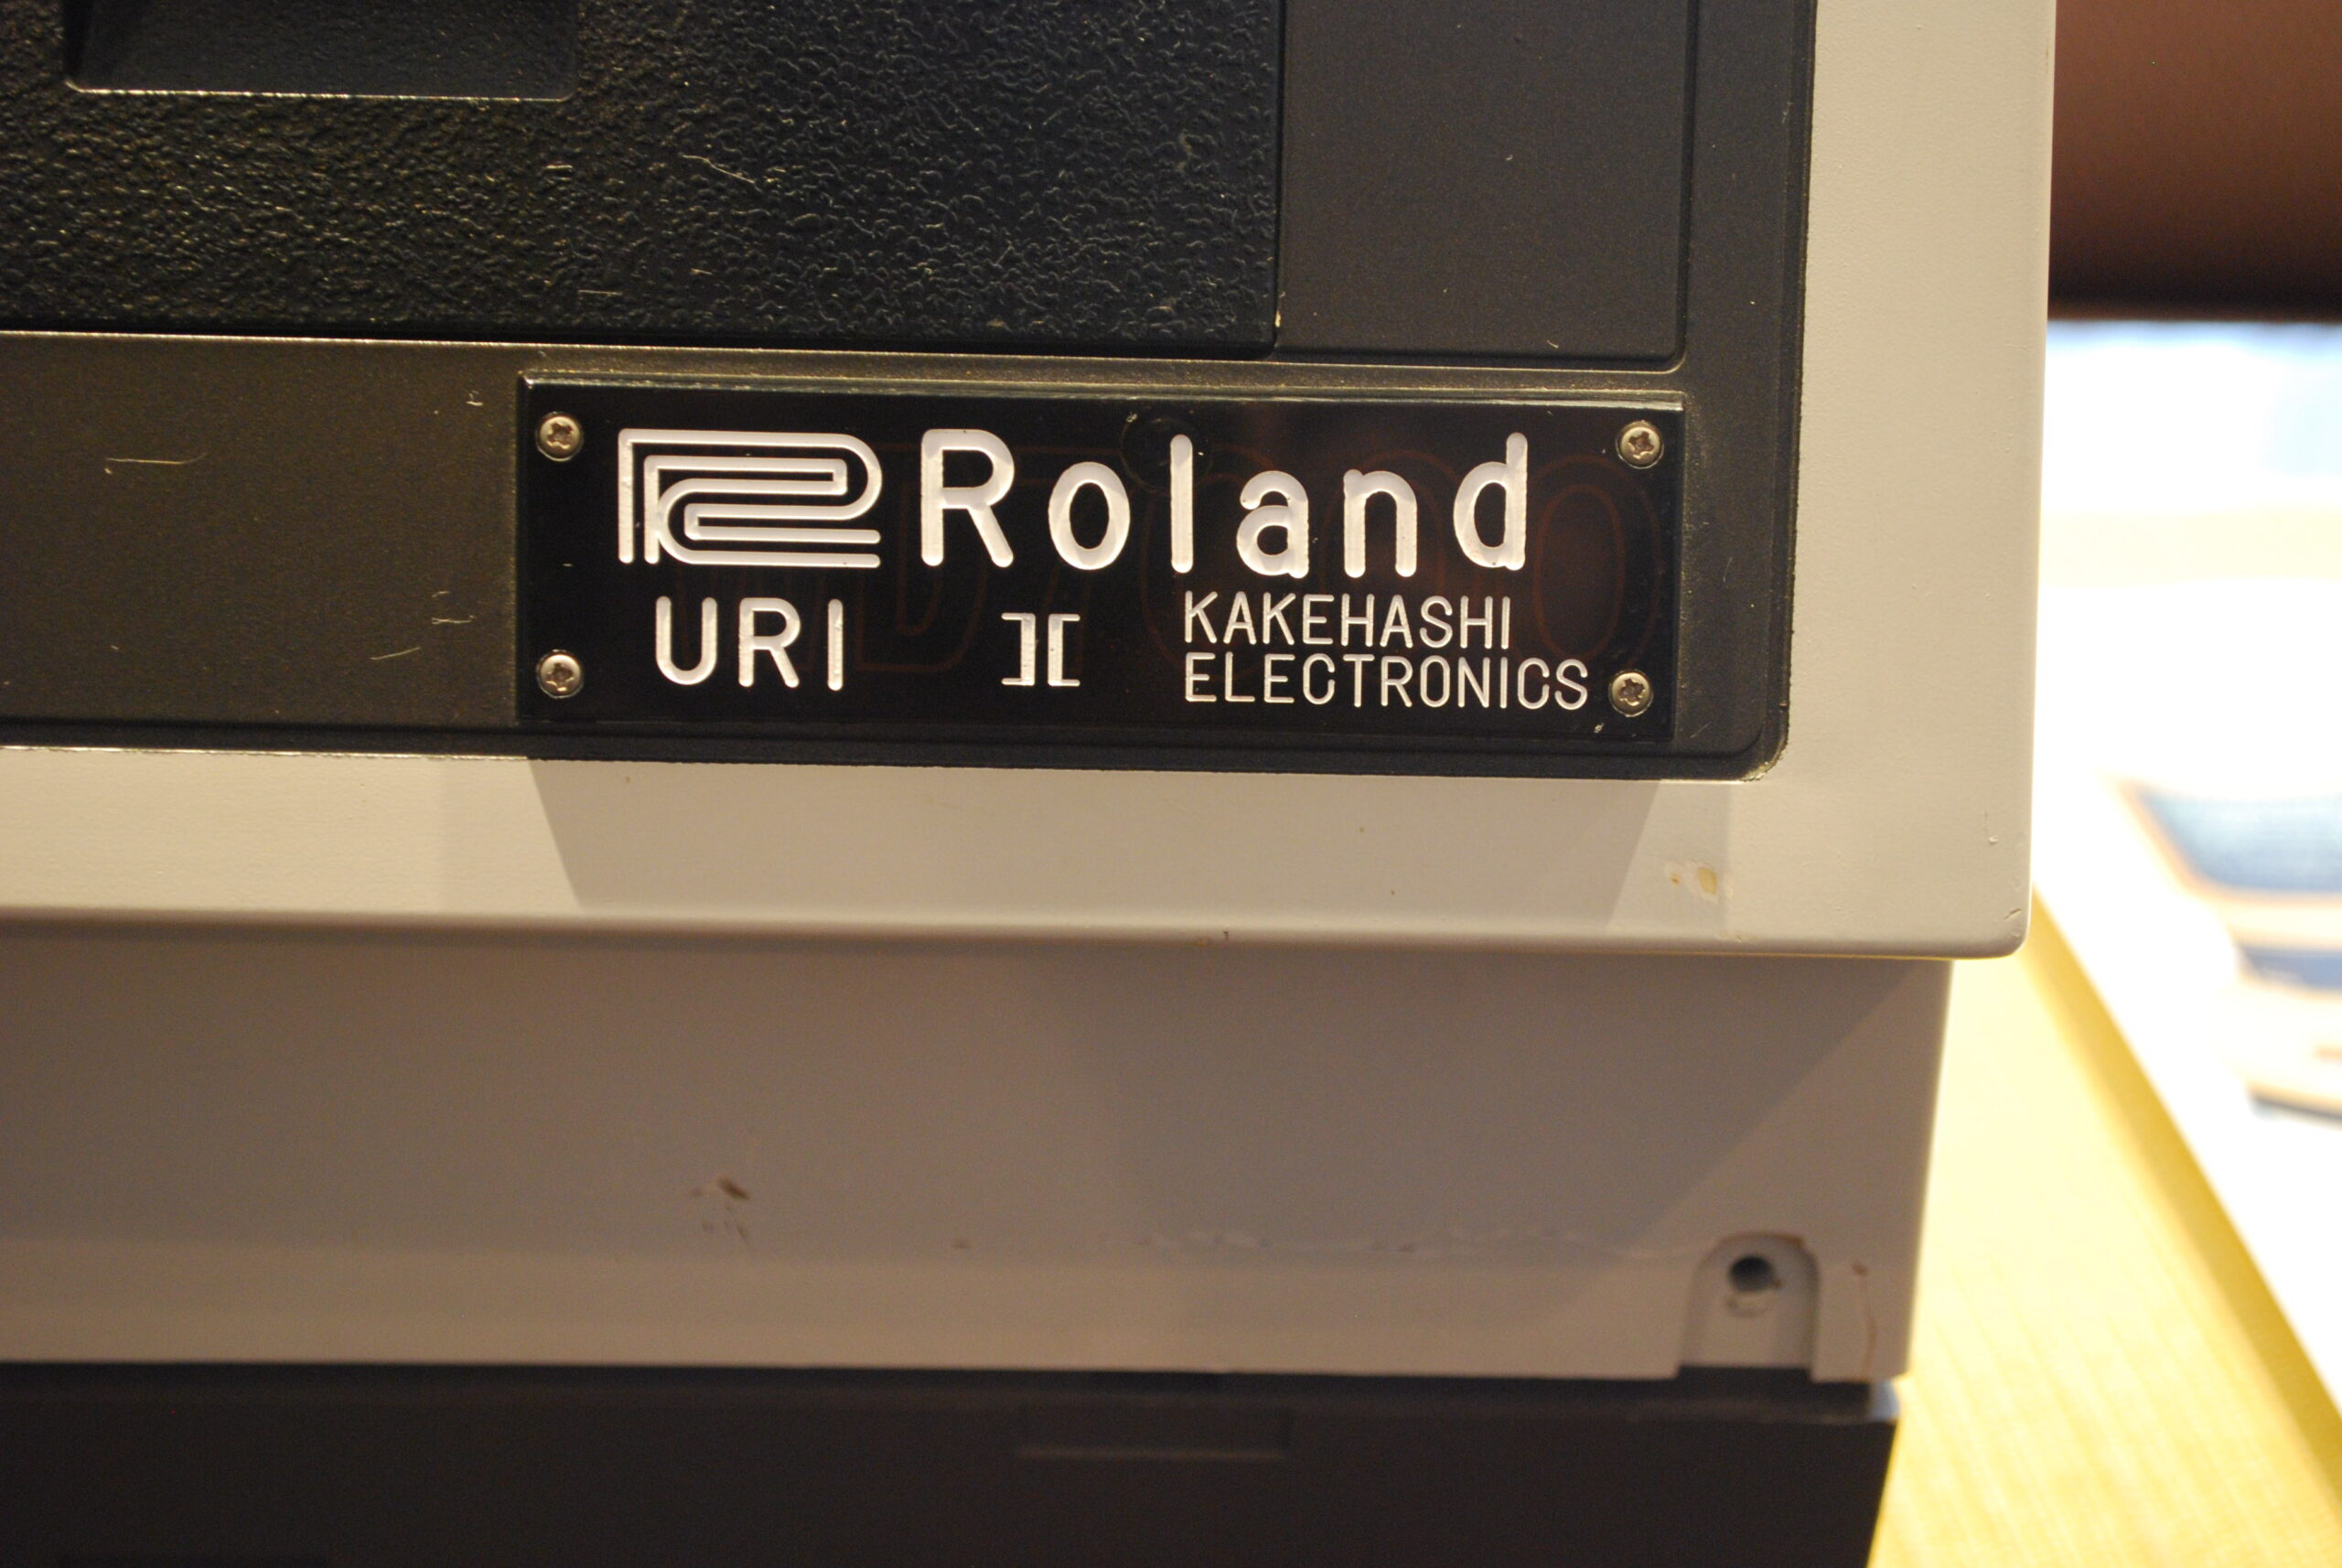 Roland
URI ][ KAKEHASHI
ELECTRONICS